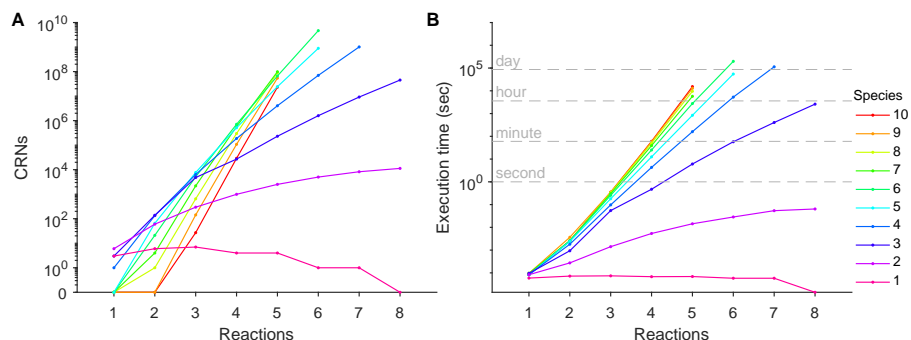 A
CRNs
10^10
10^8
10^6
10^4
10^2
10^0
0
1 2 3 4 5 6 7 8
Reactions
B
Execution time (sec)
10^5
10^0
day
hour
minute
second
1 2 3 4 5 6 7 8
Reactions
Species
10
9
8
7
6
5
4
3
2
1